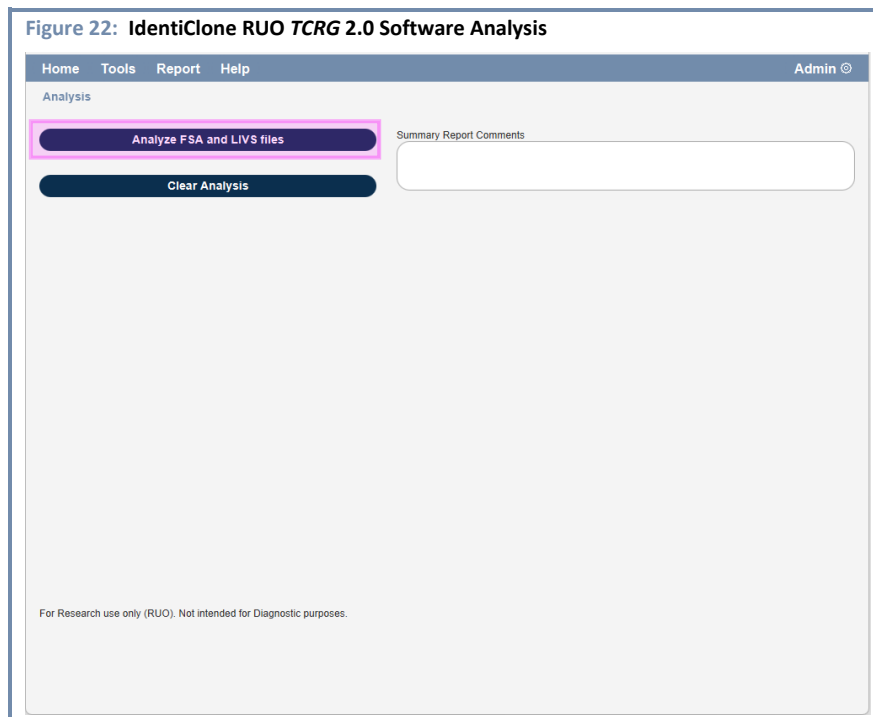 Figure 22: IdentiClone RUO TCRG 2.0 Software Analysis
Home Tools Report Help Admin
Analysis
Analyze FSA and LIVS files
Summary Report Comments
Clear Analysis
For Research use only (RUO). Not intended for Diagnostic purposes.